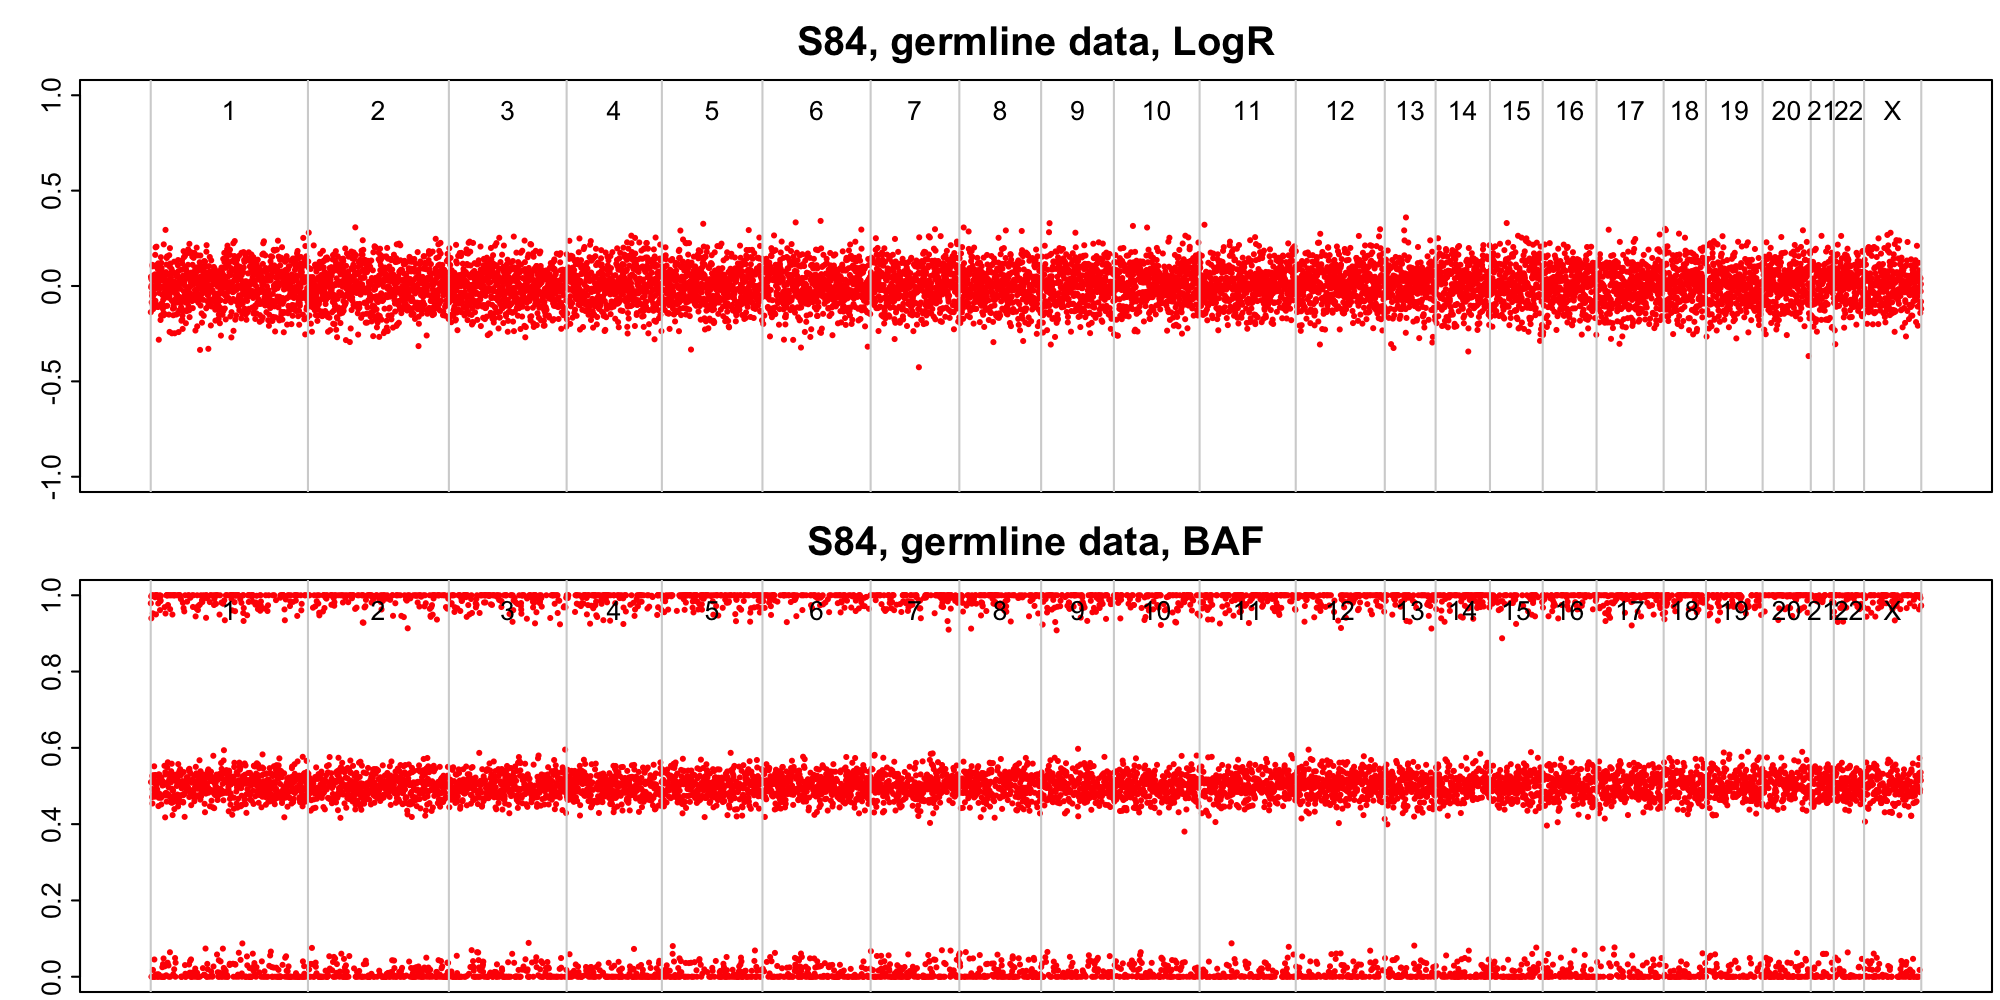 S84, germline data, LogR
1.0
0.5
0.0
-0.5
-1.0
1 2 3 4 5 6 7 8 9 10 11 12 13 14 15 16 17 18 19 20 21 22 X
S84, germline data, BAF
1.0
0.8
0.6
0.4
0.2
0.0
1 2 3 4 5 6 7 8 9 10 11 12 13 14 15 16 17 18 19 20 21 22 X